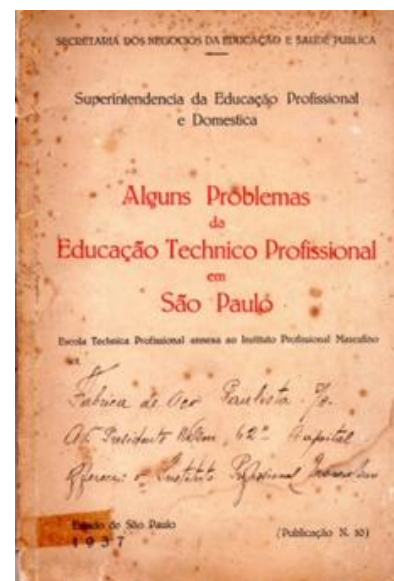 SECRETARIA DOS NEGOCIOS DA EDUCAÇÃO E SAUDE PUBLICA
Superintendencia da Educação Profissional
e Domestica
Alguns Problemas
da
Educação Technico Profissional
em
São Paulo
Escola Technica Profissional annexa ao Instituto Profissional Masculino
Fabrica de Aço Paulista
Presidente Wilson, Capital
Offerece o Instituto Profissional Masculino
Estado de São Paulo
1937
(Publicação N. 10)